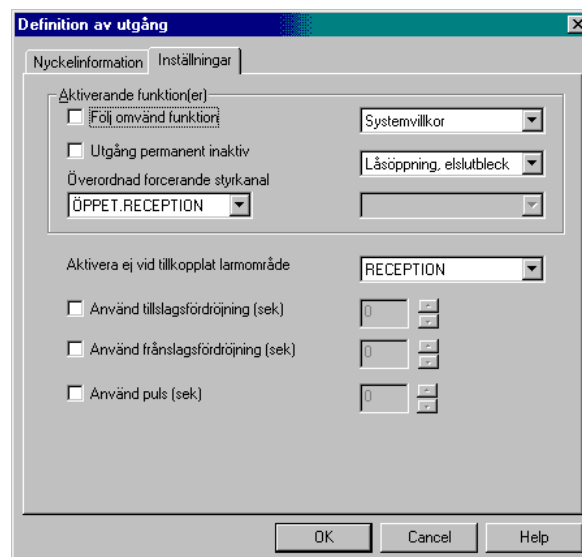 Definition av utgång
Nyckelinformation Inställningar
Aktiverande funktion(er)
Följ omvänd funktion Systemvillkor
Utgång permanent inaktiv
Låsöppning, elslutbleck
Överordnad forcerande styrkanal
ÖPPET.RECEPTION
Aktivera ej vid tillkopplat larmområde RECEPTION
Använd tillslagsfördröjning (sek) 0
Använd frånslagsfördröjning (sek) 0
Använd puls (sek) 0
OK Cancel Help